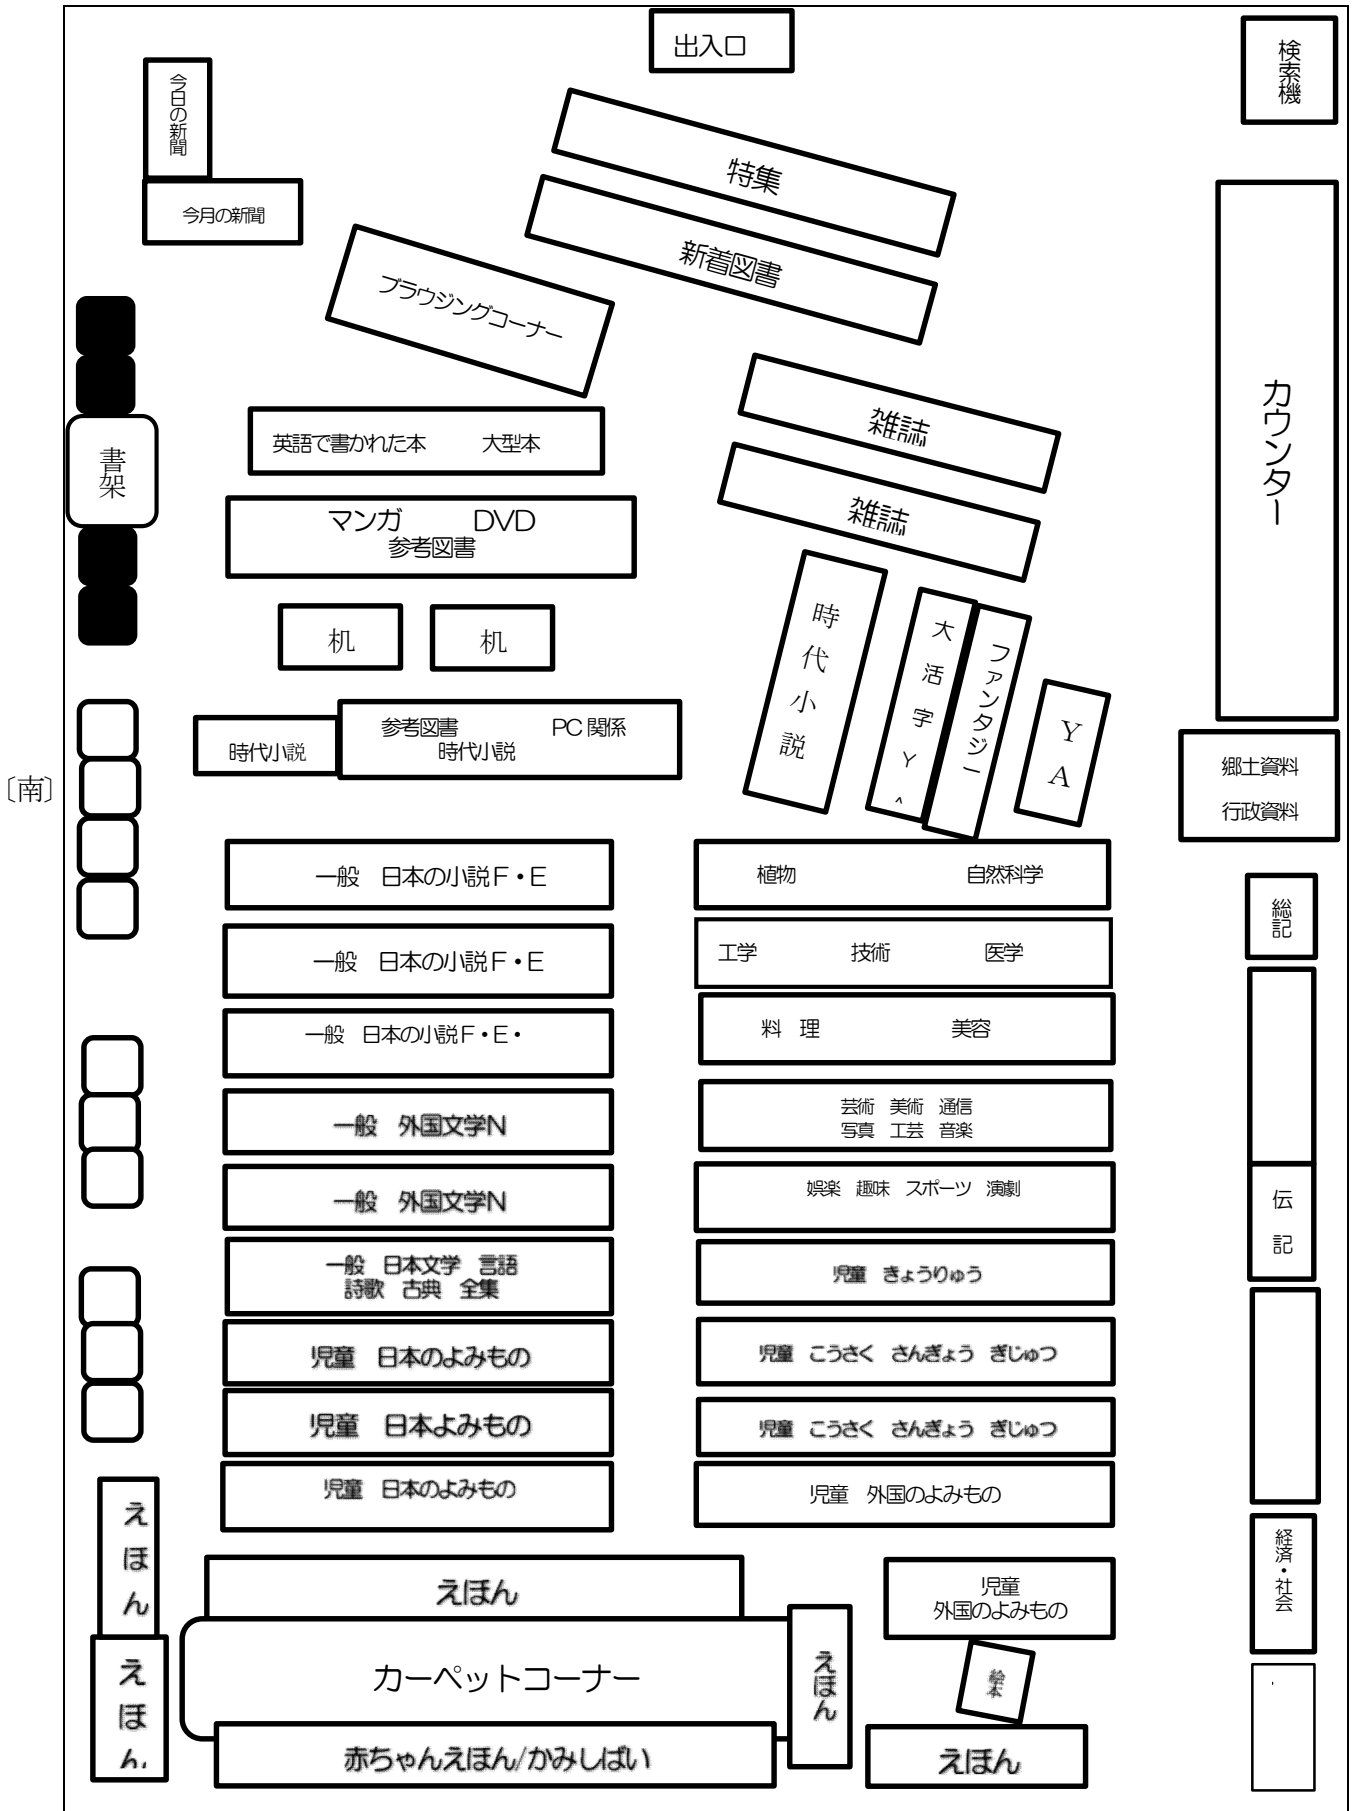 出入口
検索機
今日の新聞
今月の新聞
特集
新着図書
ブラウジングコーナー
カウンター
雑誌
雑誌
英語で書かれた本 大型本
書架
マンガ DVD
参考図書
机
机
時代小説
大活字 Y
ファンタジー
YA
時代小説
参考図書 PC関係
時代小説
郷土資料
行政資料
〔南〕
一般 日本の小説F・E
植物 自然科学
総記
一般 日本の小説F・E
工学 技術 医学
一般 日本の小説F・E・
料 理 美容
一般 外国文学N
芸術 美術 通信
写真 工芸 音楽
一般 外国文学N
娯楽 趣味 スポーツ 演劇
伝記
一般 日本文学 言語
詩歌 古典 全集
児童 きょうりゅう
児童 日本のよみもの
児童 こうさく さんぎょう ぎじゅつ
児童 日本よみもの
児童 こうさく さんぎょう ぎじゅつ
児童 日本のよみもの
児童 外国のよみもの
えほん
えほん
えほん
カーペットコーナー
えほん
赤ちゃんえほん/かみしばい
児童
外国のよみもの
絵本
えほん
経済・社会